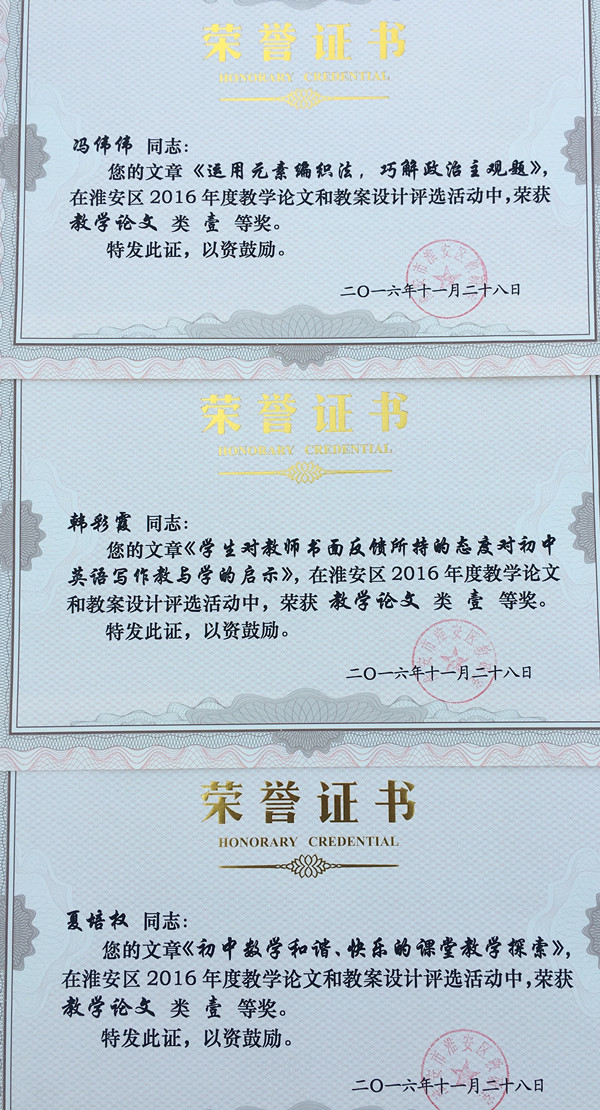 荣誉证书
HONORARY CREDENTIAL
冯伟伟 同志：
您的文章《运用元素编织法，巧解政治主观题》，
在淮安区 2016 年度教学论文和教案设计评选活动中，荣获
教学论文 类 壹 等奖。
特发此证，以资鼓励。
二〇一六年十一月二十八日
荣誉证书
HONORARY CREDENTIAL
韩彩霞 同志：
您的文章《学生对教师书面反馈所持的态度对初中
英语写作教与学的启示》，在淮安区 2016 年度教学论文
和教案设计评选活动中，荣获 教学论文 类 壹 等奖。
特发此证，以资鼓励。
二〇一六年十一月二十八日
荣誉证书
HONORARY CREDENTIAL
夏培权 同志：
您的文章《初中数学和谐、快乐的课堂教学探索》，
在淮安区 2016 年度教学论文和教案设计评选活动中，荣获
教学论文 类 壹 等奖。
特发此证，以资鼓励。
二〇一六年十一月二十八日